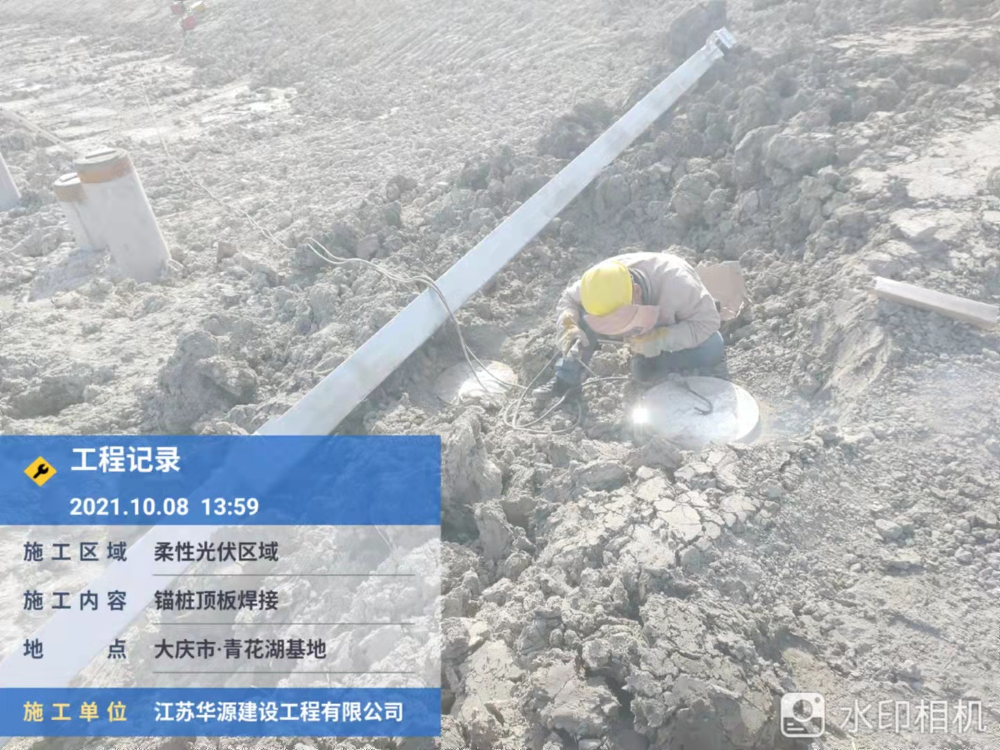 工程记录
2021.10.08 13:59
施工区域 柔性光伏区域
施工内容 锚桩顶板焊接
地点 大庆市·青花湖基地
施工单位 江苏华源建设工程有限公司
水印相机